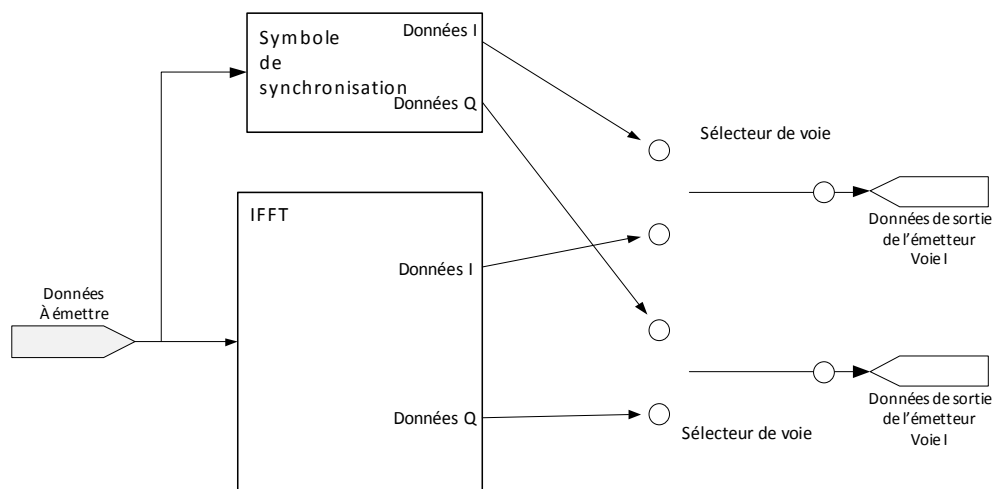 Symbole
de
synchronisation
Données I
Données Q
Sélecteur de voie
IFFT
Données de sortie
de l’émetteur
Voie I
Données I
Données
À émettre
Données Q
Sélecteur de voie
Données de sortie
de l’émetteur
Voie I